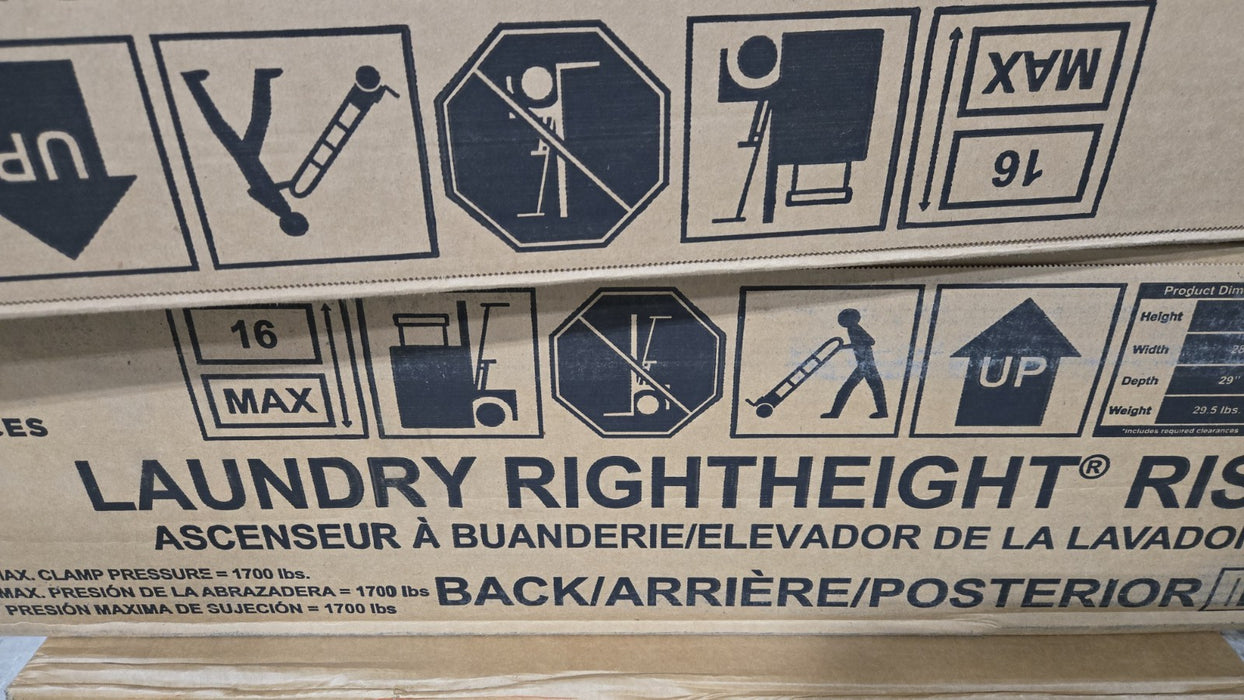 UP
MAX
16
16
MAX
UP
Product Dim
Height
Width 28
Depth 29"
Weight 29.5 lbs.
*includes required clearances
CES
LAUNDRY RIGHTHEIGHT® RIS
ASCENSEUR À BUANDERIE/ELEVADOR DE LA LAVADO
MAX. CLAMP PRESSURE = 1700 lbs.
MAX. PRESIÓN DE LA ABRAZADERA = 1700 lbs
PRESIÓN MAXIMA DE SUJECIÓN = 1700 lbs
BACK/ARRIÈRE/POSTERIOR